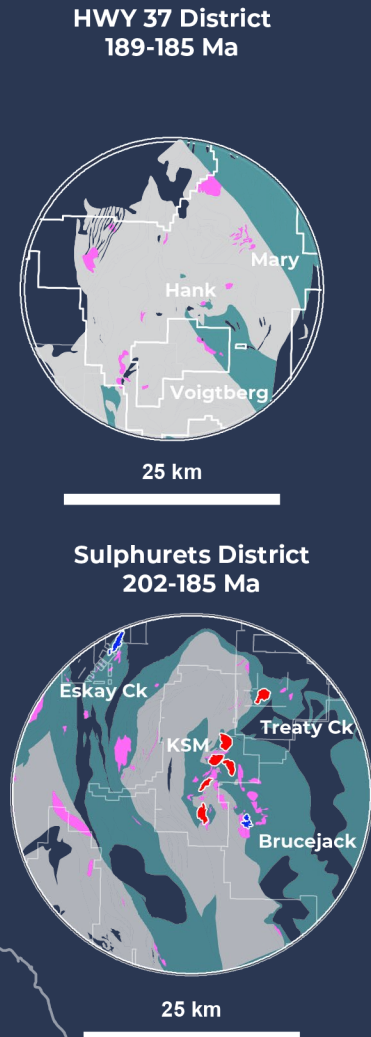 HWY 37 District
189-185 Ma
Mary
Hank
Voigtberg
25 km
Sulphurets District
202-185 Ma
Eskay Ck
Treaty Ck
KSM
Brucejack
25 km